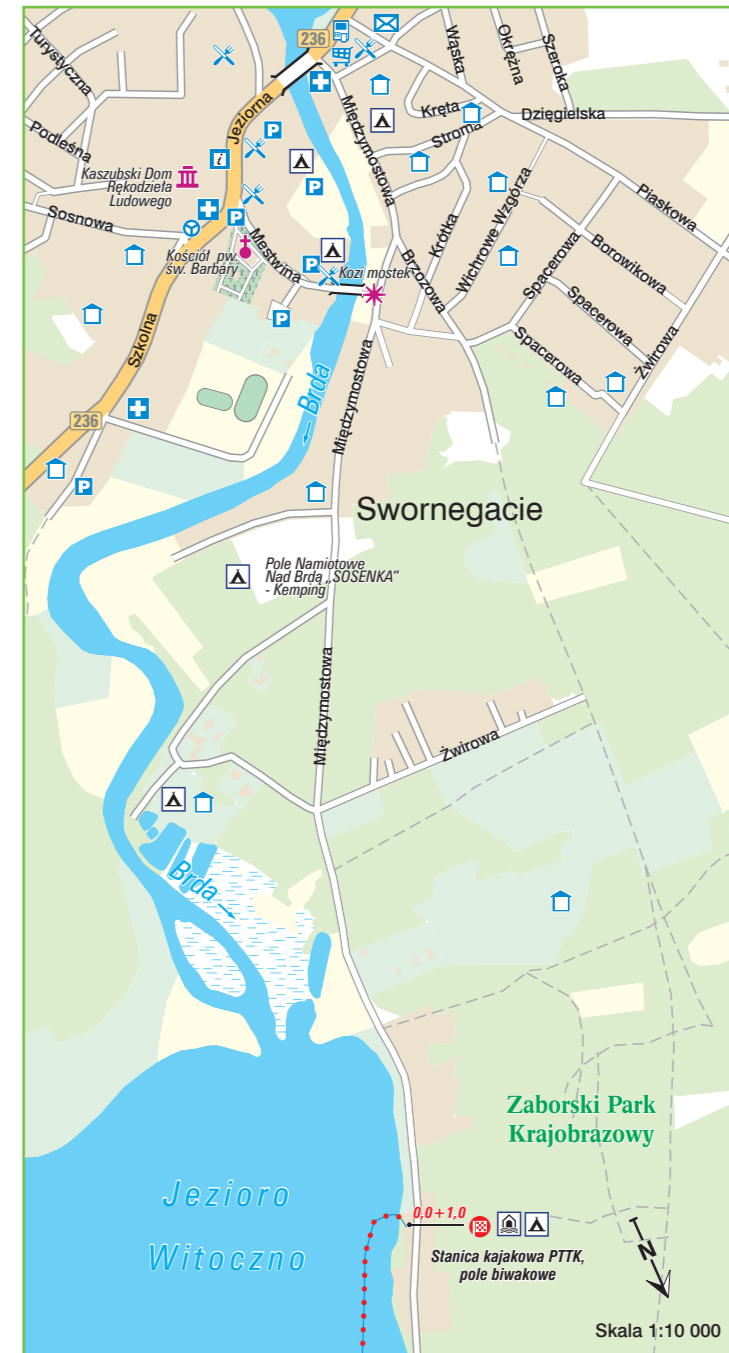 236
Wąska
Okrężna
Szeroka
Turystyczna
Jeziorna
Międzymostowa
Kręta
Dzięgielska
Stroma
Podleśna
Kaszubski Dom
Rękodzieła
Ludowego
i
P
P
Piaskowa
Sosnowa
P
Krótka
Wichrowe Wzgórza
Kościół pw.
św. Barbary
Mestwina
Brzozowa
Borowikowa
Spacerowa
P
Kozi mostek
Spacerowa
Szkolna
P
Żwirowa
Spacerowa
Międzymostowa
← Brda
236
P
Swornegacie
Pole Namiotowe
Nad Brdą „SOSENKA”
- Kemping
Międzymostowa
Żwirowa
Brda →
Zaborski Park
Krajobrazowy
Jezioro
Witoczno
0,0+1,0
Stanica kajakowa PTTK,
pole biwakowe
N
Skala 1:10 000